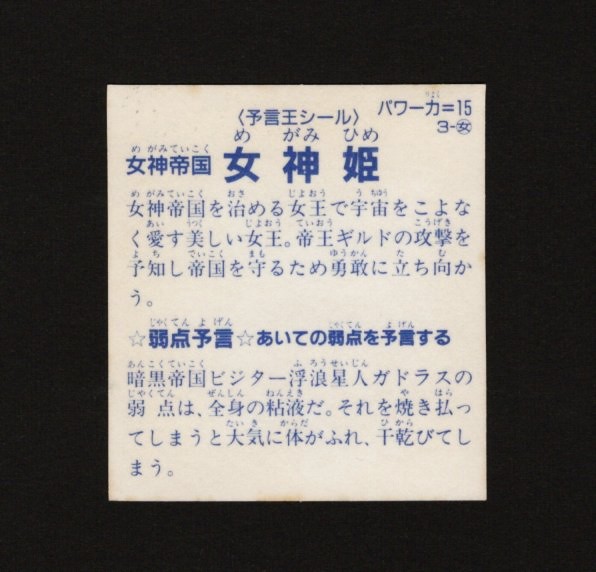 〈予言王シール〉 パワー力=15
3-㊛
女神帝国 女神姫
女神帝国を治める女王で宇宙をこよな
く愛す美しい女王。帝王ギルドの攻撃を
予知し帝国を守るため勇敢に立ち向か
う。
☆弱点予言☆あいての弱点を予言する
暗黒帝国ビジター浮浪星人ガドラスの
弱点は、全身の粘液だ。それを焼き払っ
てしまうと大気に体がふれ、干乾びてし
まう。